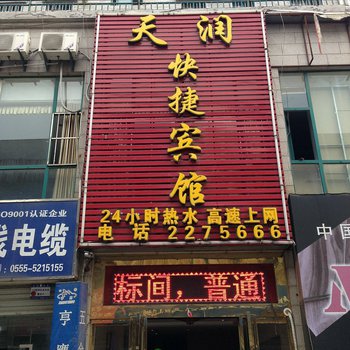 天润
快捷宾馆
24小时热水 高速上网
电话 2275666
标间，普通
O9001认证企业
线电缆
0555-5215155
中国